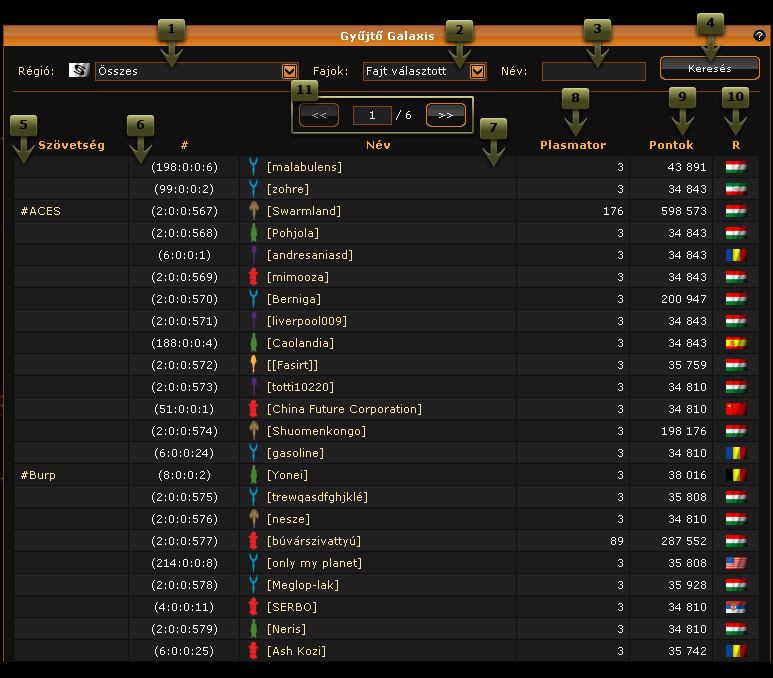 1
2
3
4
Gyűjtő Galaxis
?
Régió: Összes Fajok: Fajt választott Név: Keresés
11
<< 1 / 6 >>
5
6
7
8
9
10
Szövetség # Név Plasmator Pontok R
(198:0:0:6) [malabulens] 3 43 891
(99:0:0:2) [zohre] 3 34 843
#ACES (2:0:0:567) [Swarmland] 176 598 573
(2:0:0:568) [Pohjola] 3 34 843
(6:0:0:1) [andresaniasd] 3 34 843
(2:0:0:569) [mimooza] 3 34 843
(2:0:0:570) [Berniga] 3 200 947
(2:0:0:571) [liverpool009] 3 34 843
(188:0:0:4) [Caolandia] 3 34 843
(2:0:0:572) [[Fasirt]] 3 35 759
(2:0:0:573) [totti10220] 3 34 810
(51:0:0:1) [China Future Corporation] 3 34 810
(2:0:0:574) [Shuomenkongo] 3 198 176
(6:0:0:24) [gasoline] 3 34 810
#Burp (8:0:0:2) [Yonei] 3 38 016
(2:0:0:575) [trewqasdfghjklé] 3 35 808
(2:0:0:576) [nesze] 3 34 810
(2:0:0:577) [búvárszivattyú] 89 287 552
(214:0:0:8) [only my planet] 3 35 808
(2:0:0:578) [Meglop-lak] 3 35 928
(4:0:0:11) [SERBO] 3 34 810
(2:0:0:579) [Neris] 3 34 810
(6:0:0:25) [Ash Kozi] 3 35 742